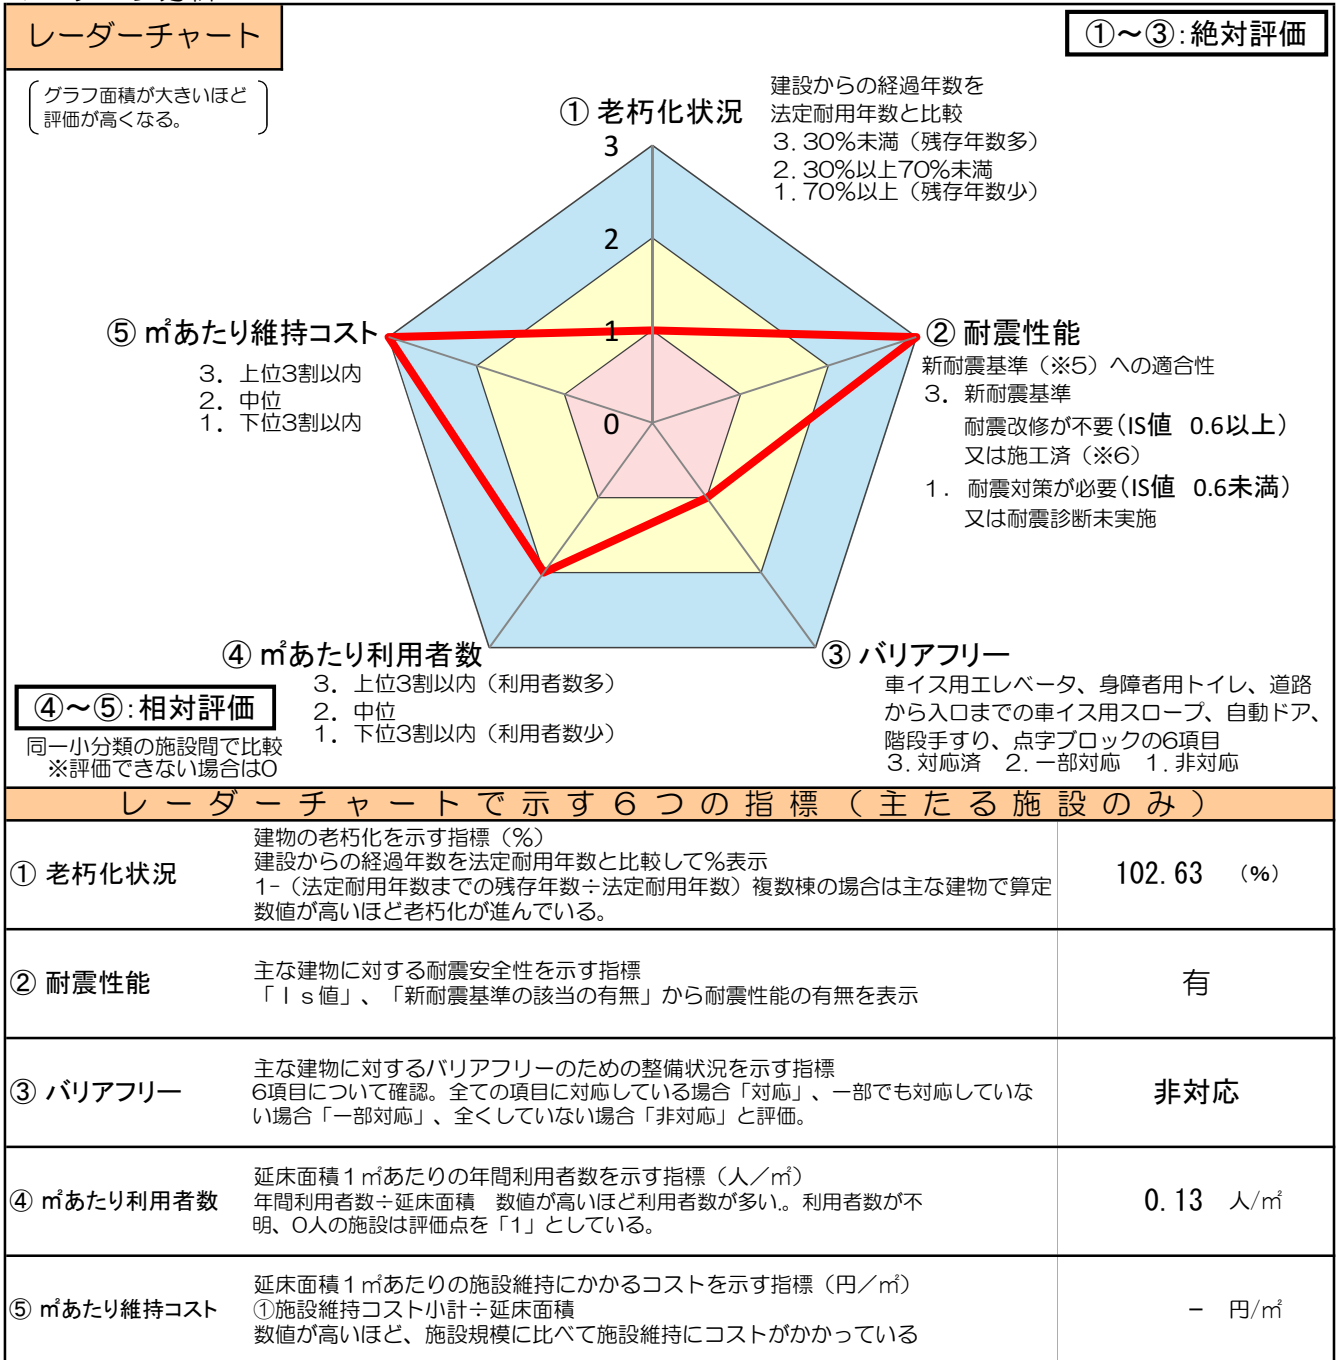 レーダーチャート
①～③:絶対評価
グラフ面積が大きいほど
評価が高くなる。
① 老朽化状況
建設からの経過年数を
法定耐用年数と比較
3.30%未満（残存年数多）
2.30%以上70%未満
1.70%以上（残存年数少）
3
2
1
0
⑤ ㎡あたり維持コスト
3．上位3割以内
2．中位
1．下位3割以内
② 耐震性能
新耐震基準（※5）への適合性
3．新耐震基準
耐震改修が不要(IS値 0.6以上)
又は施工済（※6）
1．耐震対策が必要(IS値 0.6未満)
又は耐震診断未実施
④ ㎡あたり利用者数
3．上位3割以内（利用者数多）
2．中位
1．下位3割以内（利用者数少）
③ バリアフリー
車イス用エレベータ、身障者用トイレ、道路
から入口までの車イス用スロープ、自動ドア、
階段手すり、点字ブロックの6項目
3.対応済 2.一部対応 1.非対応
④～⑤:相対評価
同一小分類の施設間で比較
※評価できない場合は0
レーダーチャートで示す6つの指標（主たる施設のみ）
① 老朽化状況
建物の老朽化を示す指標（%）
建設からの経過年数を法定耐用年数と比較して%表示
1-（法定耐用年数までの残存年数÷法定耐用年数）複数棟の場合は主な建物で算定
数値が高いほど老朽化が進んでいる。
102.63 （%）
② 耐震性能
主な建物に対する耐震安全性を示す指標
「Ｉｓ値」、「新耐震基準の該当の有無」から耐震性能の有無を表示
有
③ バリアフリー
主な建物に対するバリアフリーのための整備状況を示す指標
6項目について確認。全ての項目に対応している場合「対応」、一部でも対応していな
い場合「一部対応」、全くしていない場合「非対応」と評価。
非対応
④ ㎡あたり利用者数
延床面積１㎡あたりの年間利用者数を示す指標（人／㎡）
年間利用者数÷延床面積　数値が高いほど利用者数が多い。利用者数が不
明、0人の施設は評価点を「1」としている。
0.13 人/㎡
⑤ ㎡あたり維持コスト
延床面積１㎡あたりの施設維持にかかるコストを示す指標（円／㎡）
①施設維持コスト小計÷延床面積
数値が高いほど、施設規模に比べて施設維持にコストがかかっている
－ 円/㎡